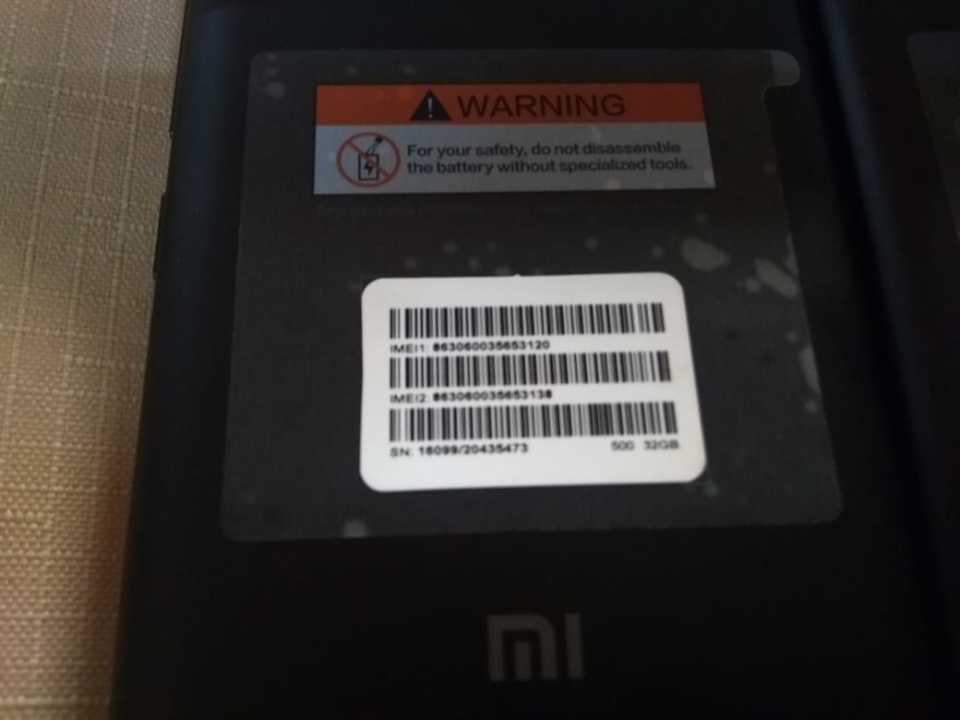 WARNING
For your safety, do not disassemble
the battery without specialized tools.
IMEI1: 863060035653120
IMEI2: 863060035653138
SN: 16099/20435473 500 32GB
MI